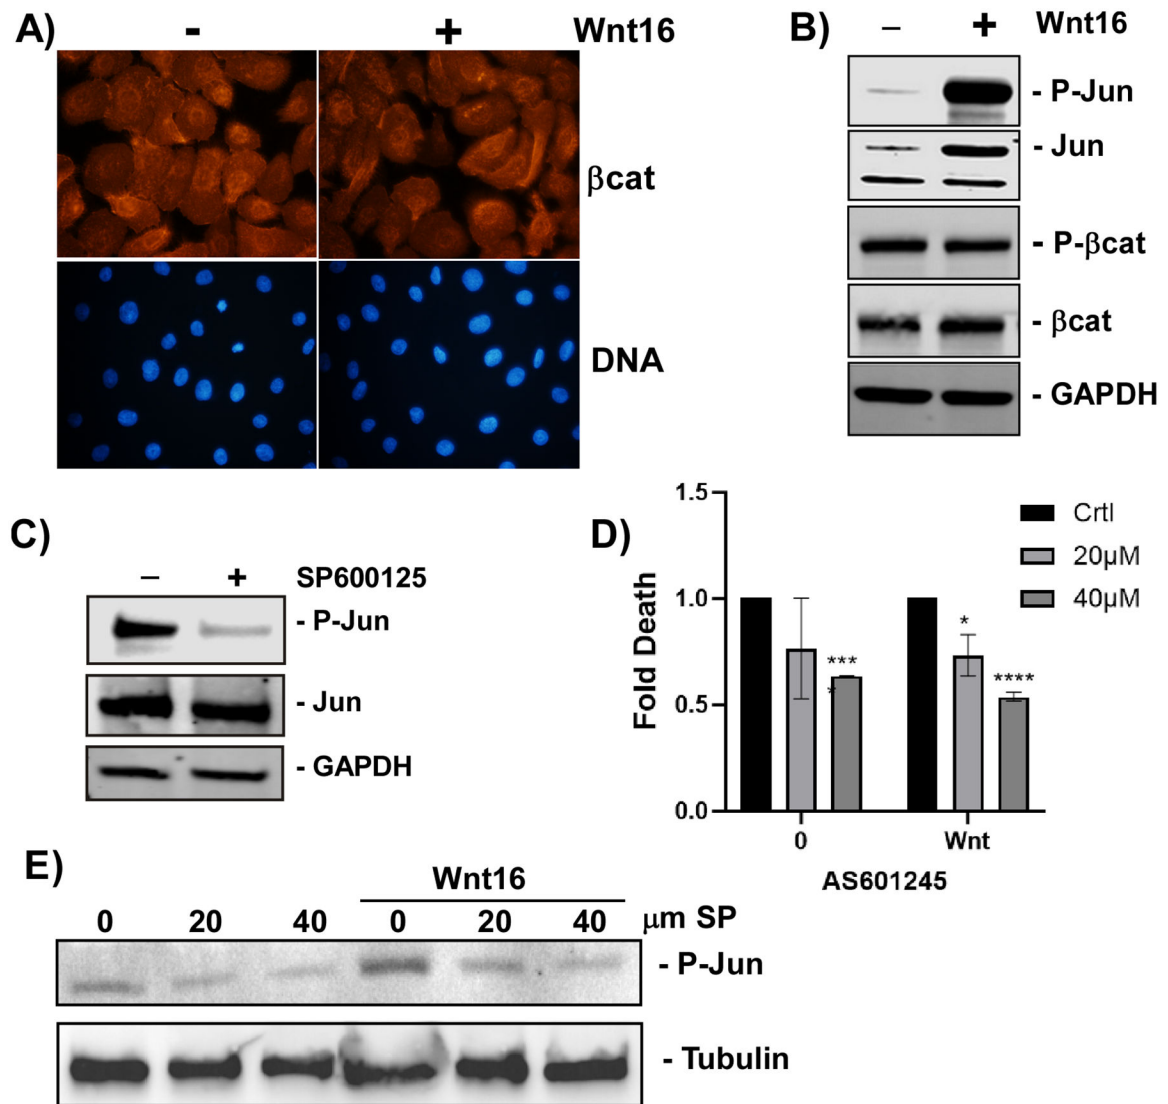 A)
- + Wnt16
βcat
DNA
B)
– + Wnt16
- P-Jun
- Jun
- P-βcat
- βcat
- GAPDH
C)
– + SP600125
- P-Jun
- Jun
- GAPDH
D)
Fold Death
1.5
1.0
0.5
0.0
* 
***
*
****
0 Wnt
AS601245
Crtl
20µM
40µM
E)
Wnt16
0 20 40 0 20 40 µm SP
- P-Jun
- Tubulin